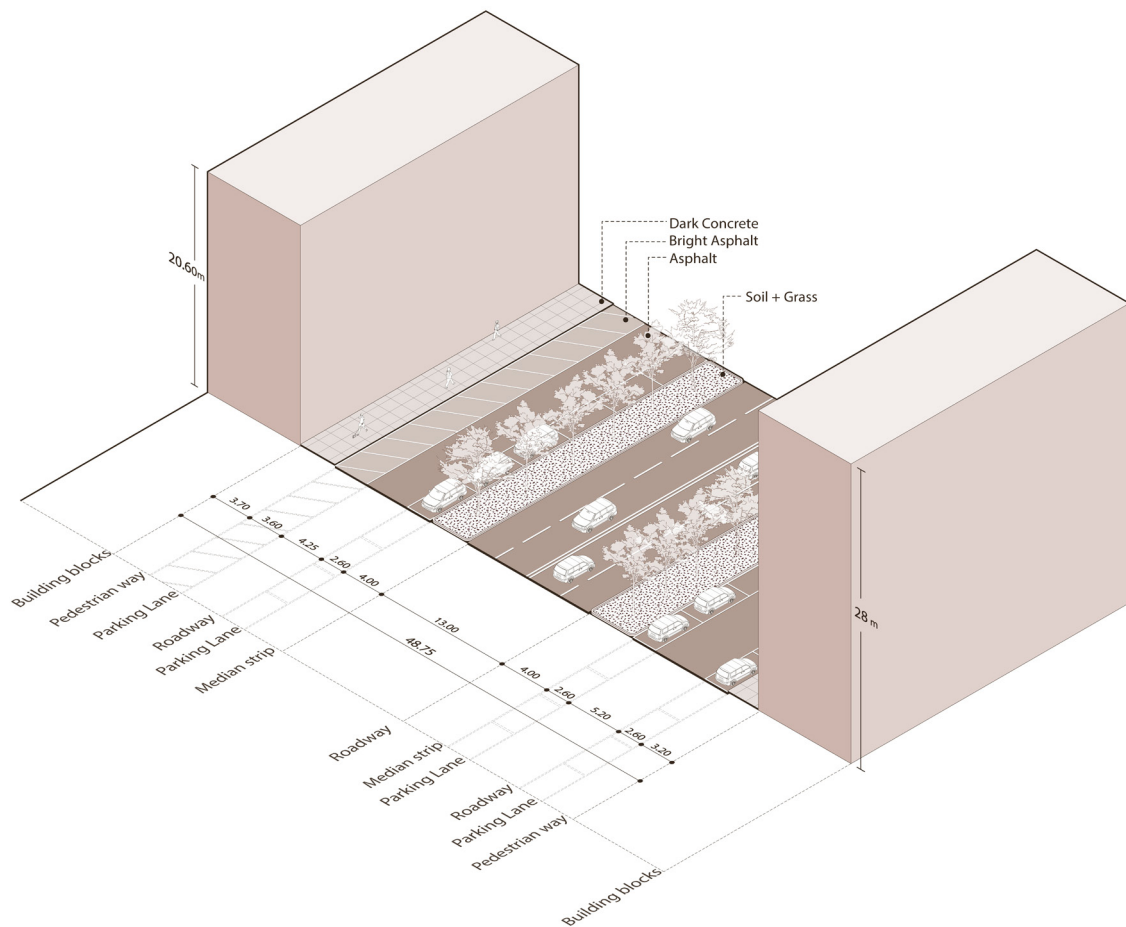 Dark Concrete
Bright Asphalt
Asphalt
Soil + Grass
20.60m
28 m
3.70
3.60
4.25
2.60
4.00
13.00
48.75
4.00
2.60
5.20
2.60
3.20
Building blocks
Pedestrian way
Parking Lane
Roadway
Parking Lane
Median strip
Roadway
Median strip
Parking Lane
Roadway
Parking Lane
Pedestrian way
Building blocks